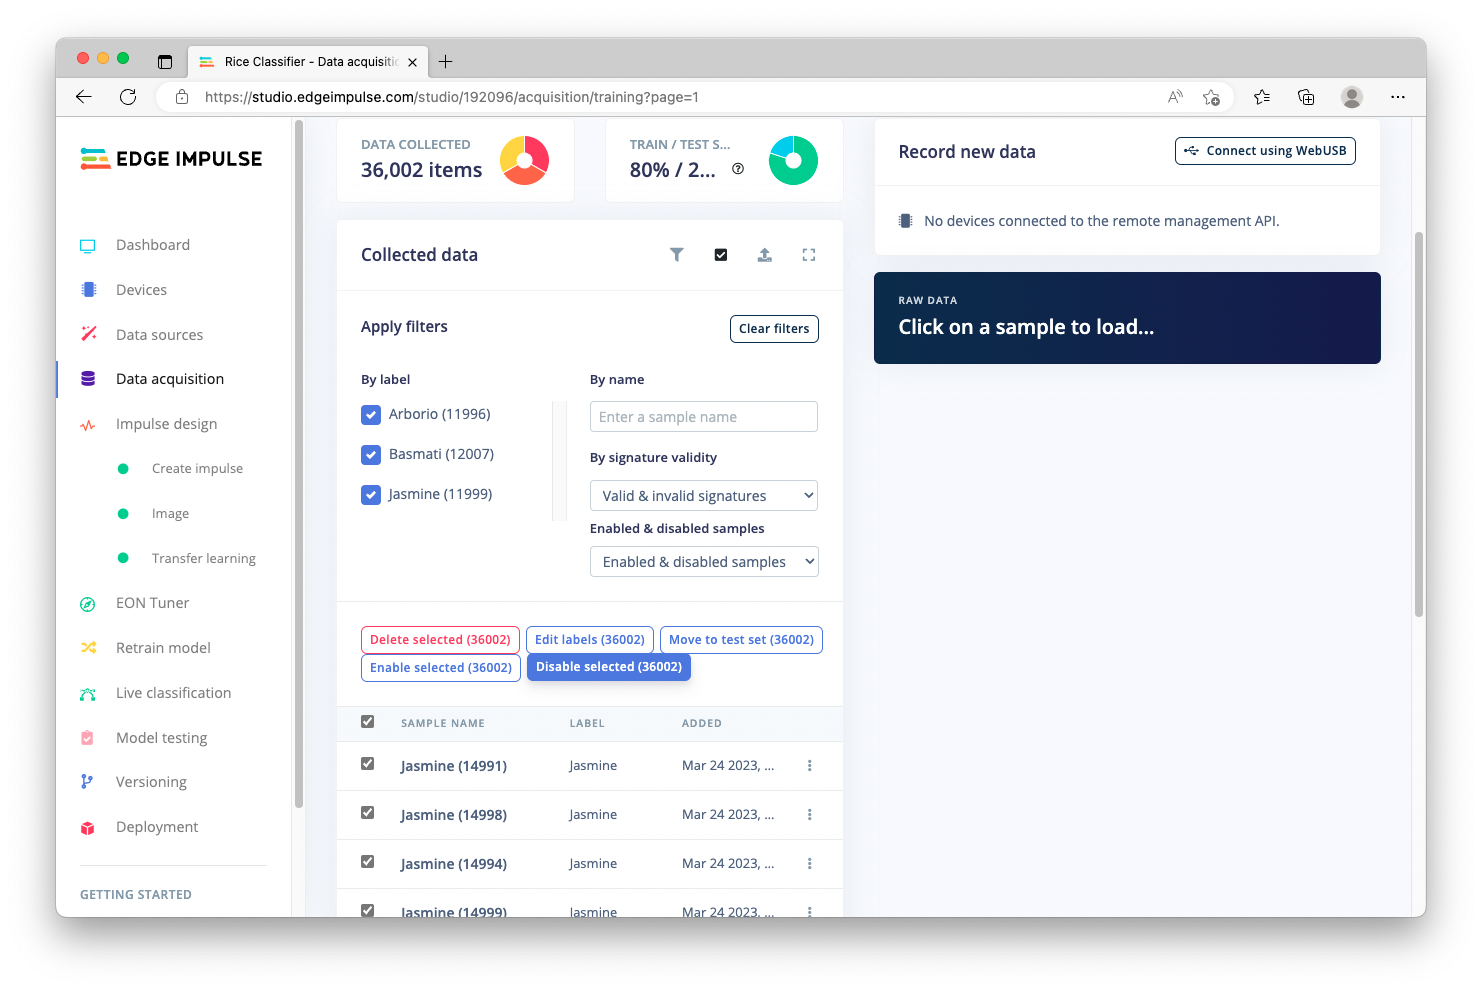 Rice Classifier - Data acquisitic
https://studio.edgeimpulse.com/studio/192096/acquisition/training?page=1
EDGE IMPULSE
Dashboard
Devices
Data sources
Data acquisition
Impulse design
Create impulse
Image
Transfer learning
EON Tuner
Retrain model
Live classification
Model testing
Versioning
Deployment
GETTING STARTED
DATA COLLECTED
36,002 items
TRAIN / TEST S...
80% / 2...
Collected data
Apply filters
Clear filters
By label
Arborio (11996)
Basmati (12007)
Jasmine (11999)
By name
Enter a sample name
By signature validity
Valid & invalid signatures
Enabled & disabled samples
Enabled & disabled samples
Delete selected (36002) Edit labels (36002) Move to test set (36002)
Enable selected (36002) Disable selected (36002)
SAMPLE NAME LABEL ADDED
Jasmine (14991) Jasmine Mar 24 2023, ...
Jasmine (14998) Jasmine Mar 24 2023, ...
Jasmine (14994) Jasmine Mar 24 2023, ...
Jasmine (14999) Jasmine Mar 24 2023, ...
Record new data
Connect using WebUSB
No devices connected to the remote management API.
RAW DATA
Click on a sample to load...